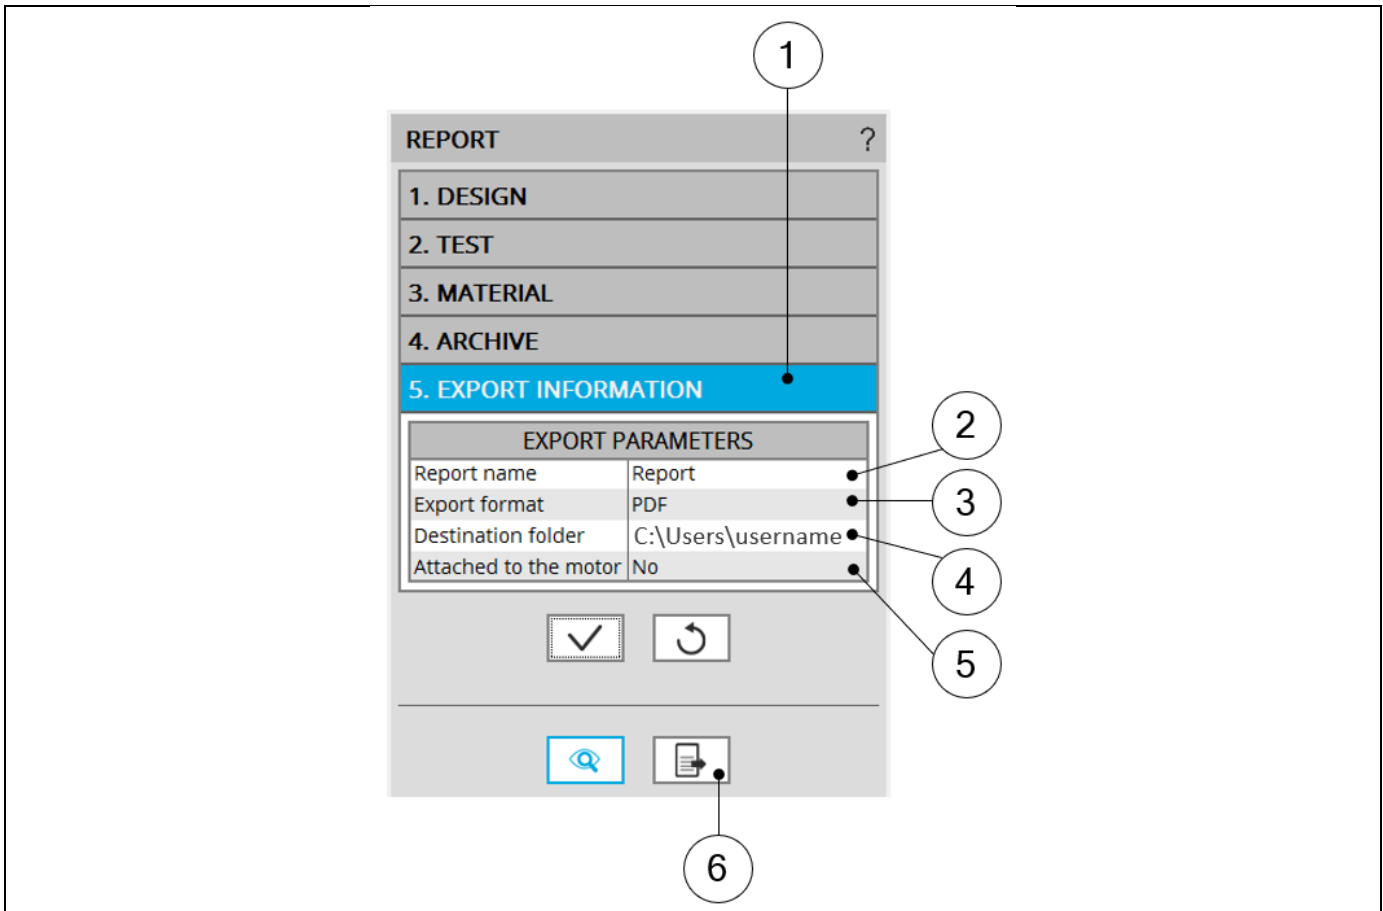 1
REPORT ?
1. DESIGN
2. TEST
3. MATERIAL
4. ARCHIVE
5. EXPORT INFORMATION
EXPORT PARAMETERS
2
Report name Report
Export format PDF
3
Destination folder C:\Users\username
Attached to the motor No
4
5
6